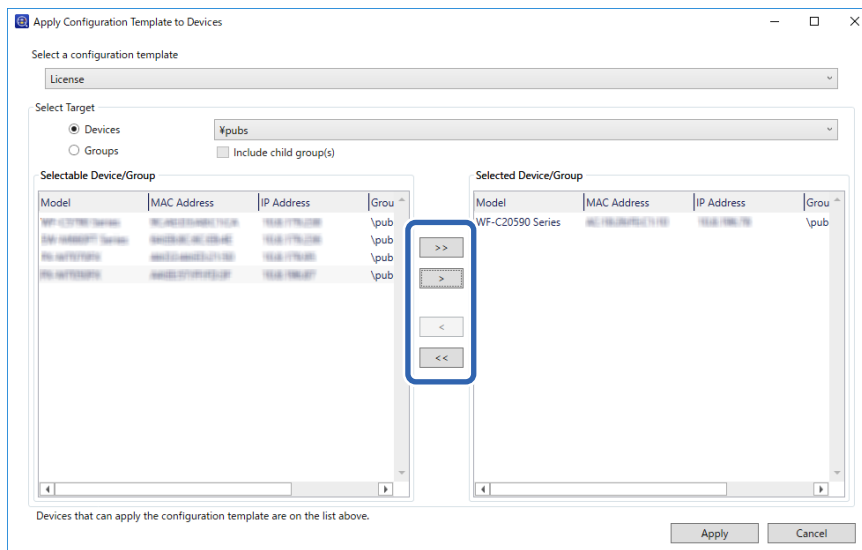 Apply Configuration Template to Devices
Select a configuration template
License
Select Target
Devices
¥pubs
Groups
Include child group(s)
Selectable Device/Group
Selected Device/Group
Model MAC Address IP Address Grou
Model MAC Address IP Address Grou
\pub
WF-C20590 Series \pub
\pub
\pub
\pub
>>
>
<
<<
Devices that can apply the configuration template are on the list above.
Apply Cancel